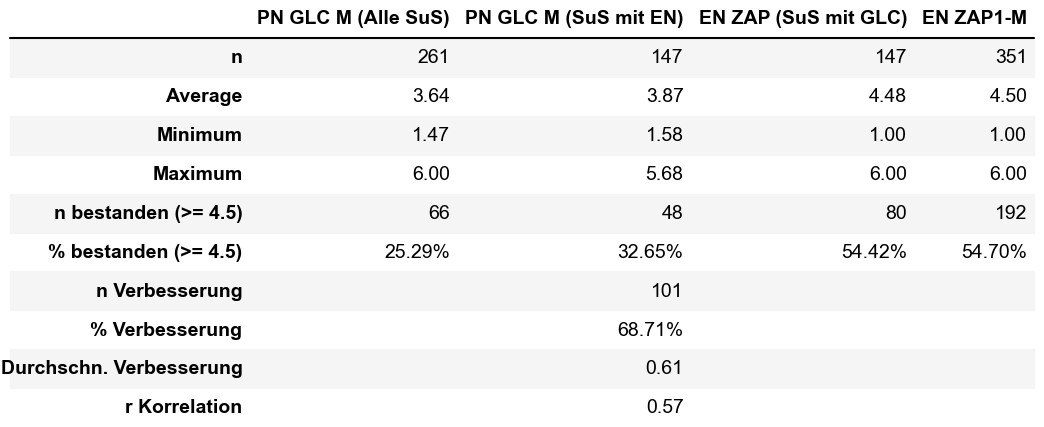 PN GLC M (Alle SuS) PN GLC M (SuS mit EN) EN ZAP (SuS mit GLC) EN ZAP1-M
n 261 147 147 351
Average 3.64 3.87 4.48 4.50
Minimum 1.47 1.58 1.00 1.00
Maximum 6.00 5.68 6.00 6.00
n bestanden (>= 4.5) 66 48 80 192
% bestanden (>= 4.5) 25.29% 32.65% 54.42% 54.70%
n Verbesserung 101
% Verbesserung 68.71%
Durchschn. Verbesserung 0.61
r Korrelation 0.57